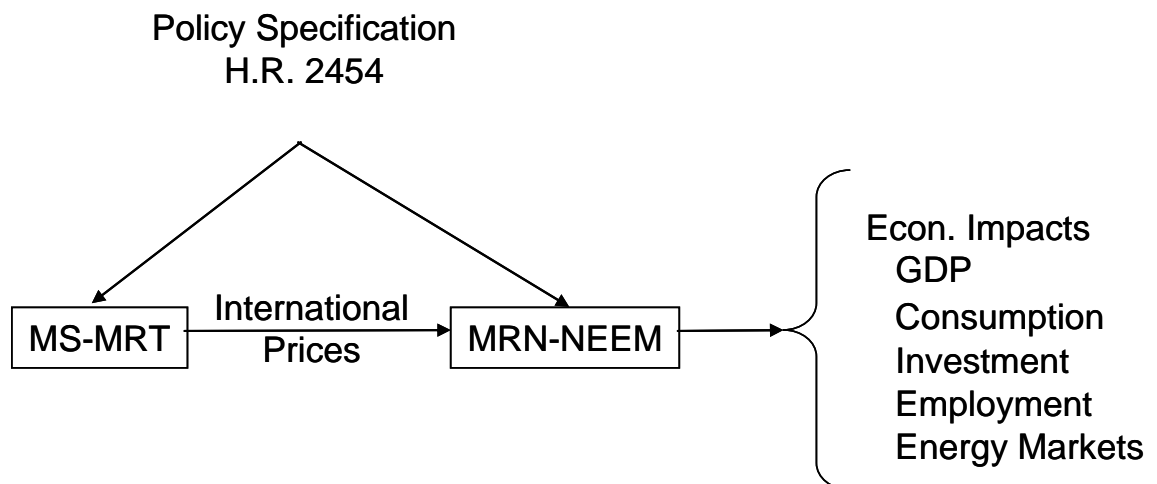 Policy Specification
H.R. 2454
MS-MRT
International
Prices
MRN-NEEM
Econ. Impacts
GDP
Consumption
Investment
Employment
Energy Markets